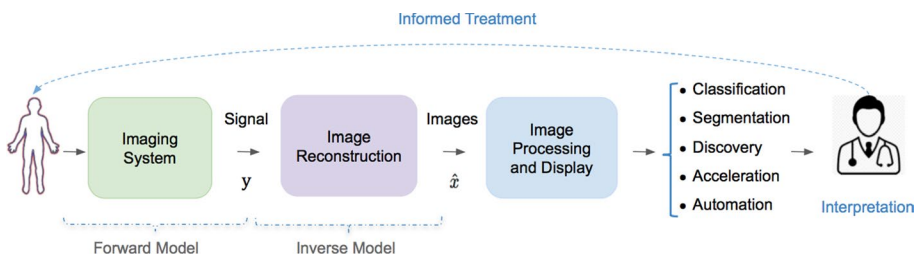 Informed Treatment
Imaging
System
Signal
y
Image
Reconstruction
Images
x̂
Image
Processing
and Display
• Classification
• Segmentation
• Discovery
• Acceleration
• Automation
Interpretation
Forward Model
Inverse Model